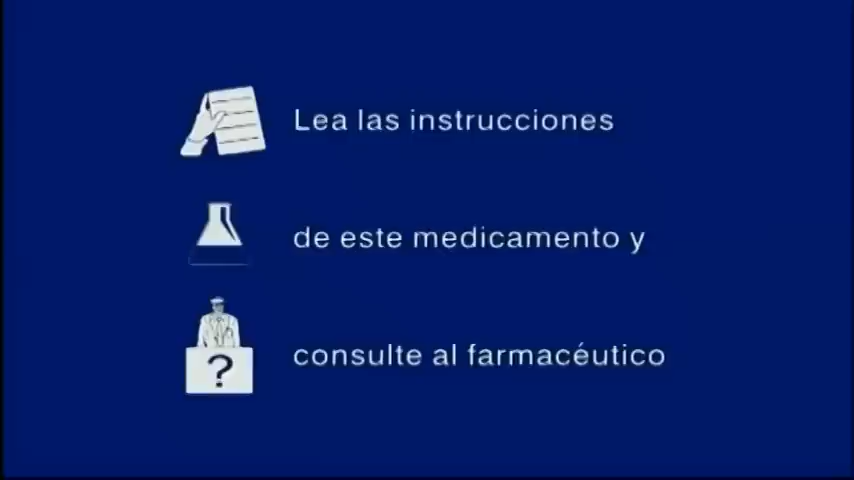 Lea las instrucciones
de este medicamento y
consulte al farmacéutico
?